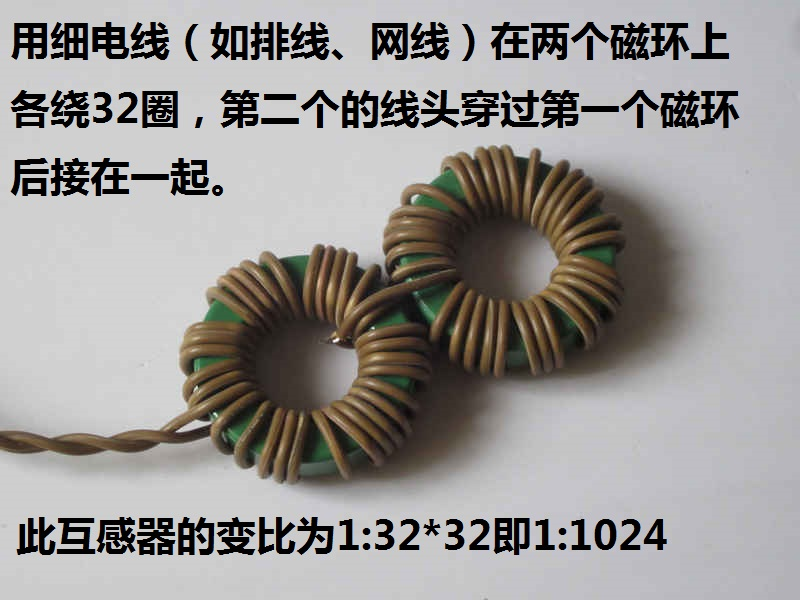 用细电线（如排线、网线）在两个磁环上
各绕32圈，第二个的线头穿过第一个磁环
后接在一起。
此互感器的变比为1:32*32即1:1024